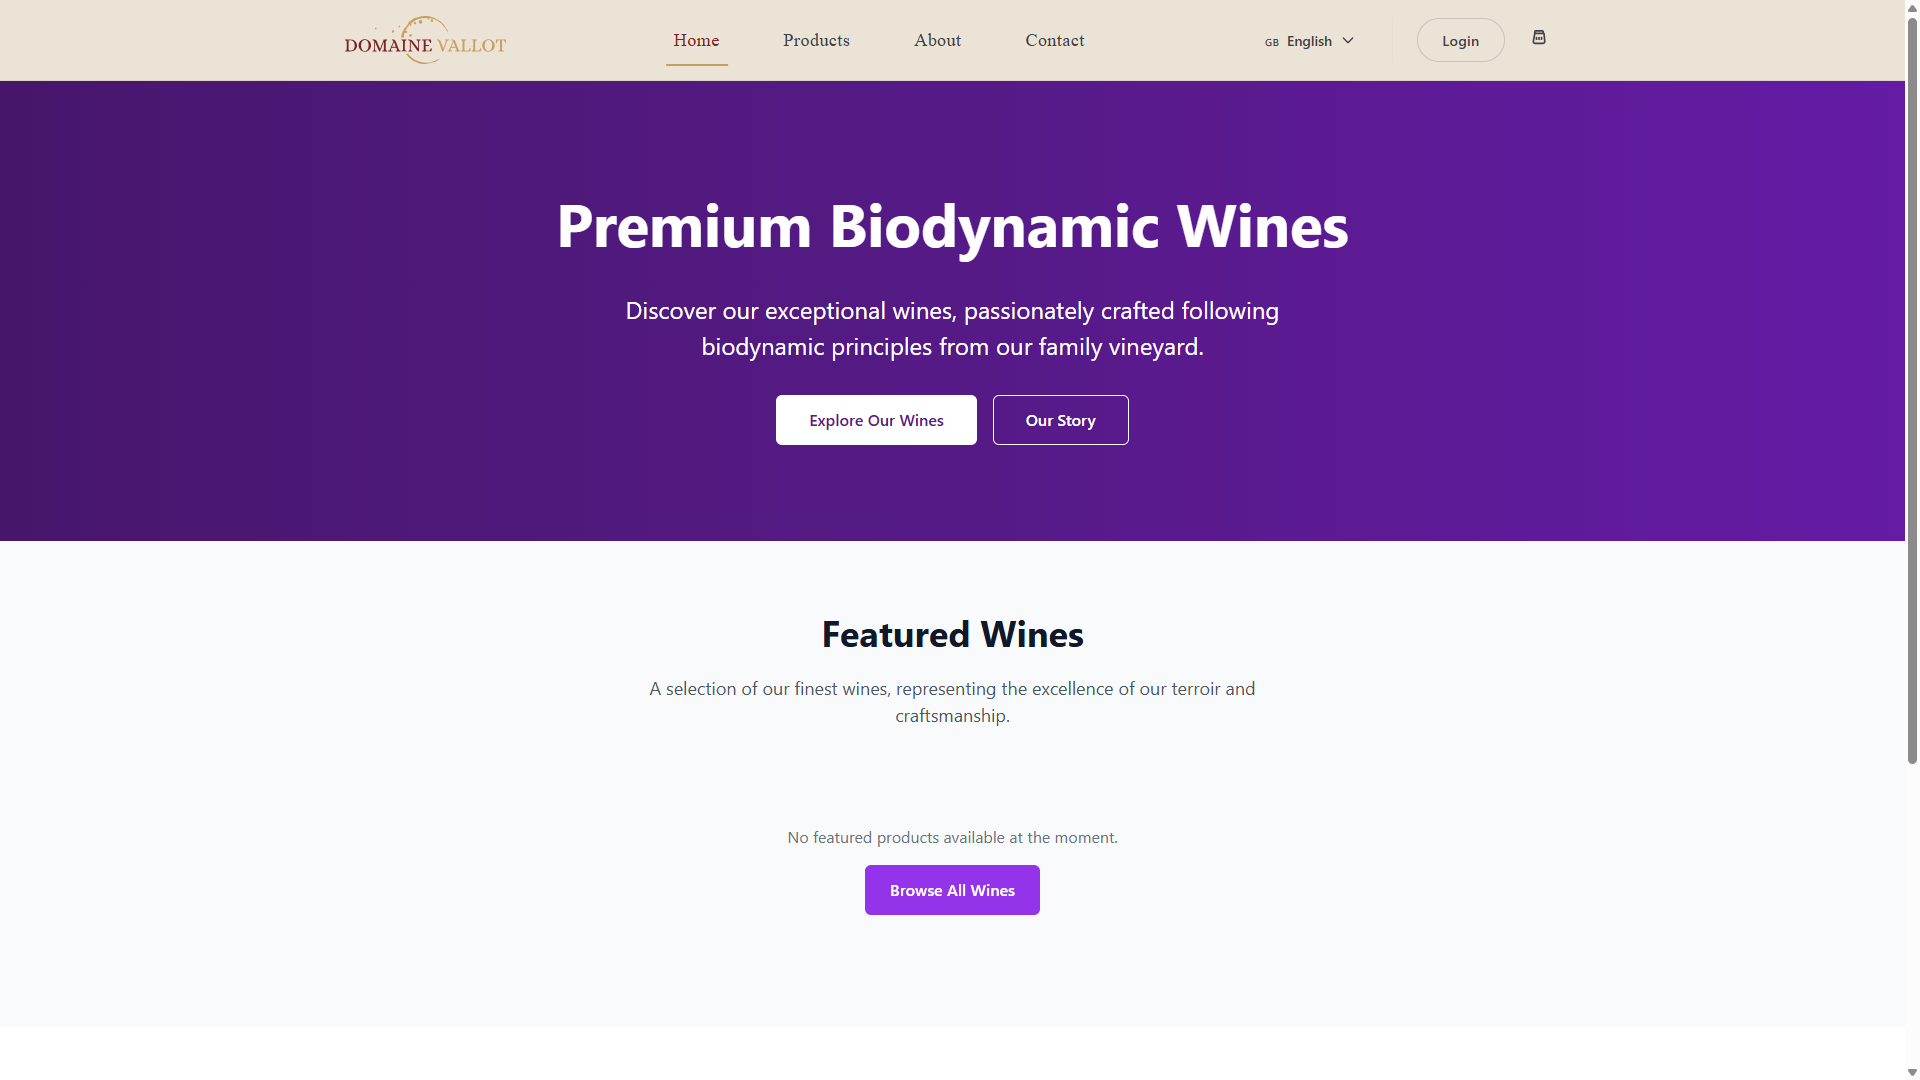 DOMAINE VALLOT
Home
Products
About
Contact
GB English
Login
Premium Biodynamic Wines
Discover our exceptional wines, passionately crafted following
biodynamic principles from our family vineyard.
Explore Our Wines
Our Story
Featured Wines
A selection of our finest wines, representing the excellence of our terroir and
craftsmanship.
No featured products available at the moment.
Browse All Wines